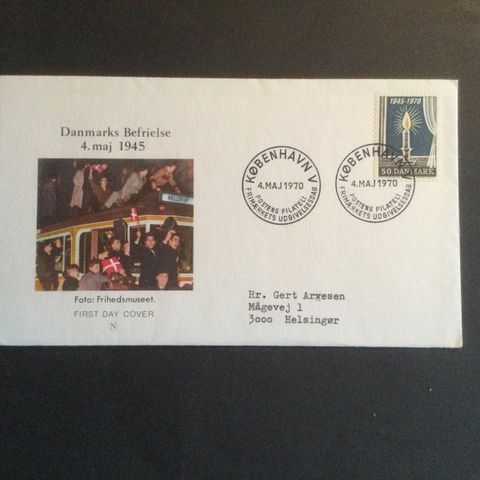 Danmarks Befrielse
4. maj 1945
Foto: Frihedsmuseet.
FIRST DAY COVER
N
KØBENHAVN V
4.MAJ 1970
POSTENS FILATELI
FRIMÆRKETS UDGIVELSESDAG
KØBENHAVN V
4.MAJ 1970
POSTENS FILATELI
FRIMÆRKETS UDGIVELSESDAG
1945-1970
50 DANMARK
Hr. Gert Arvesen
Mågevej 1
3000 Helsingør